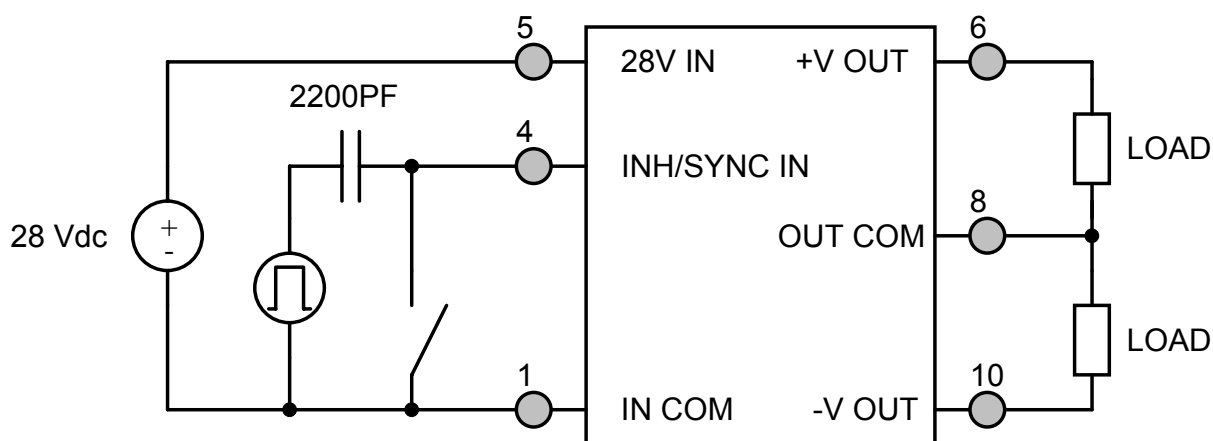 5
6
28V IN
+V OUT
2200PF
4
LOAD
INH/SYNC IN
8
28 Vdc
+
-
OUT COM
LOAD
1
10
IN COM
-V OUT